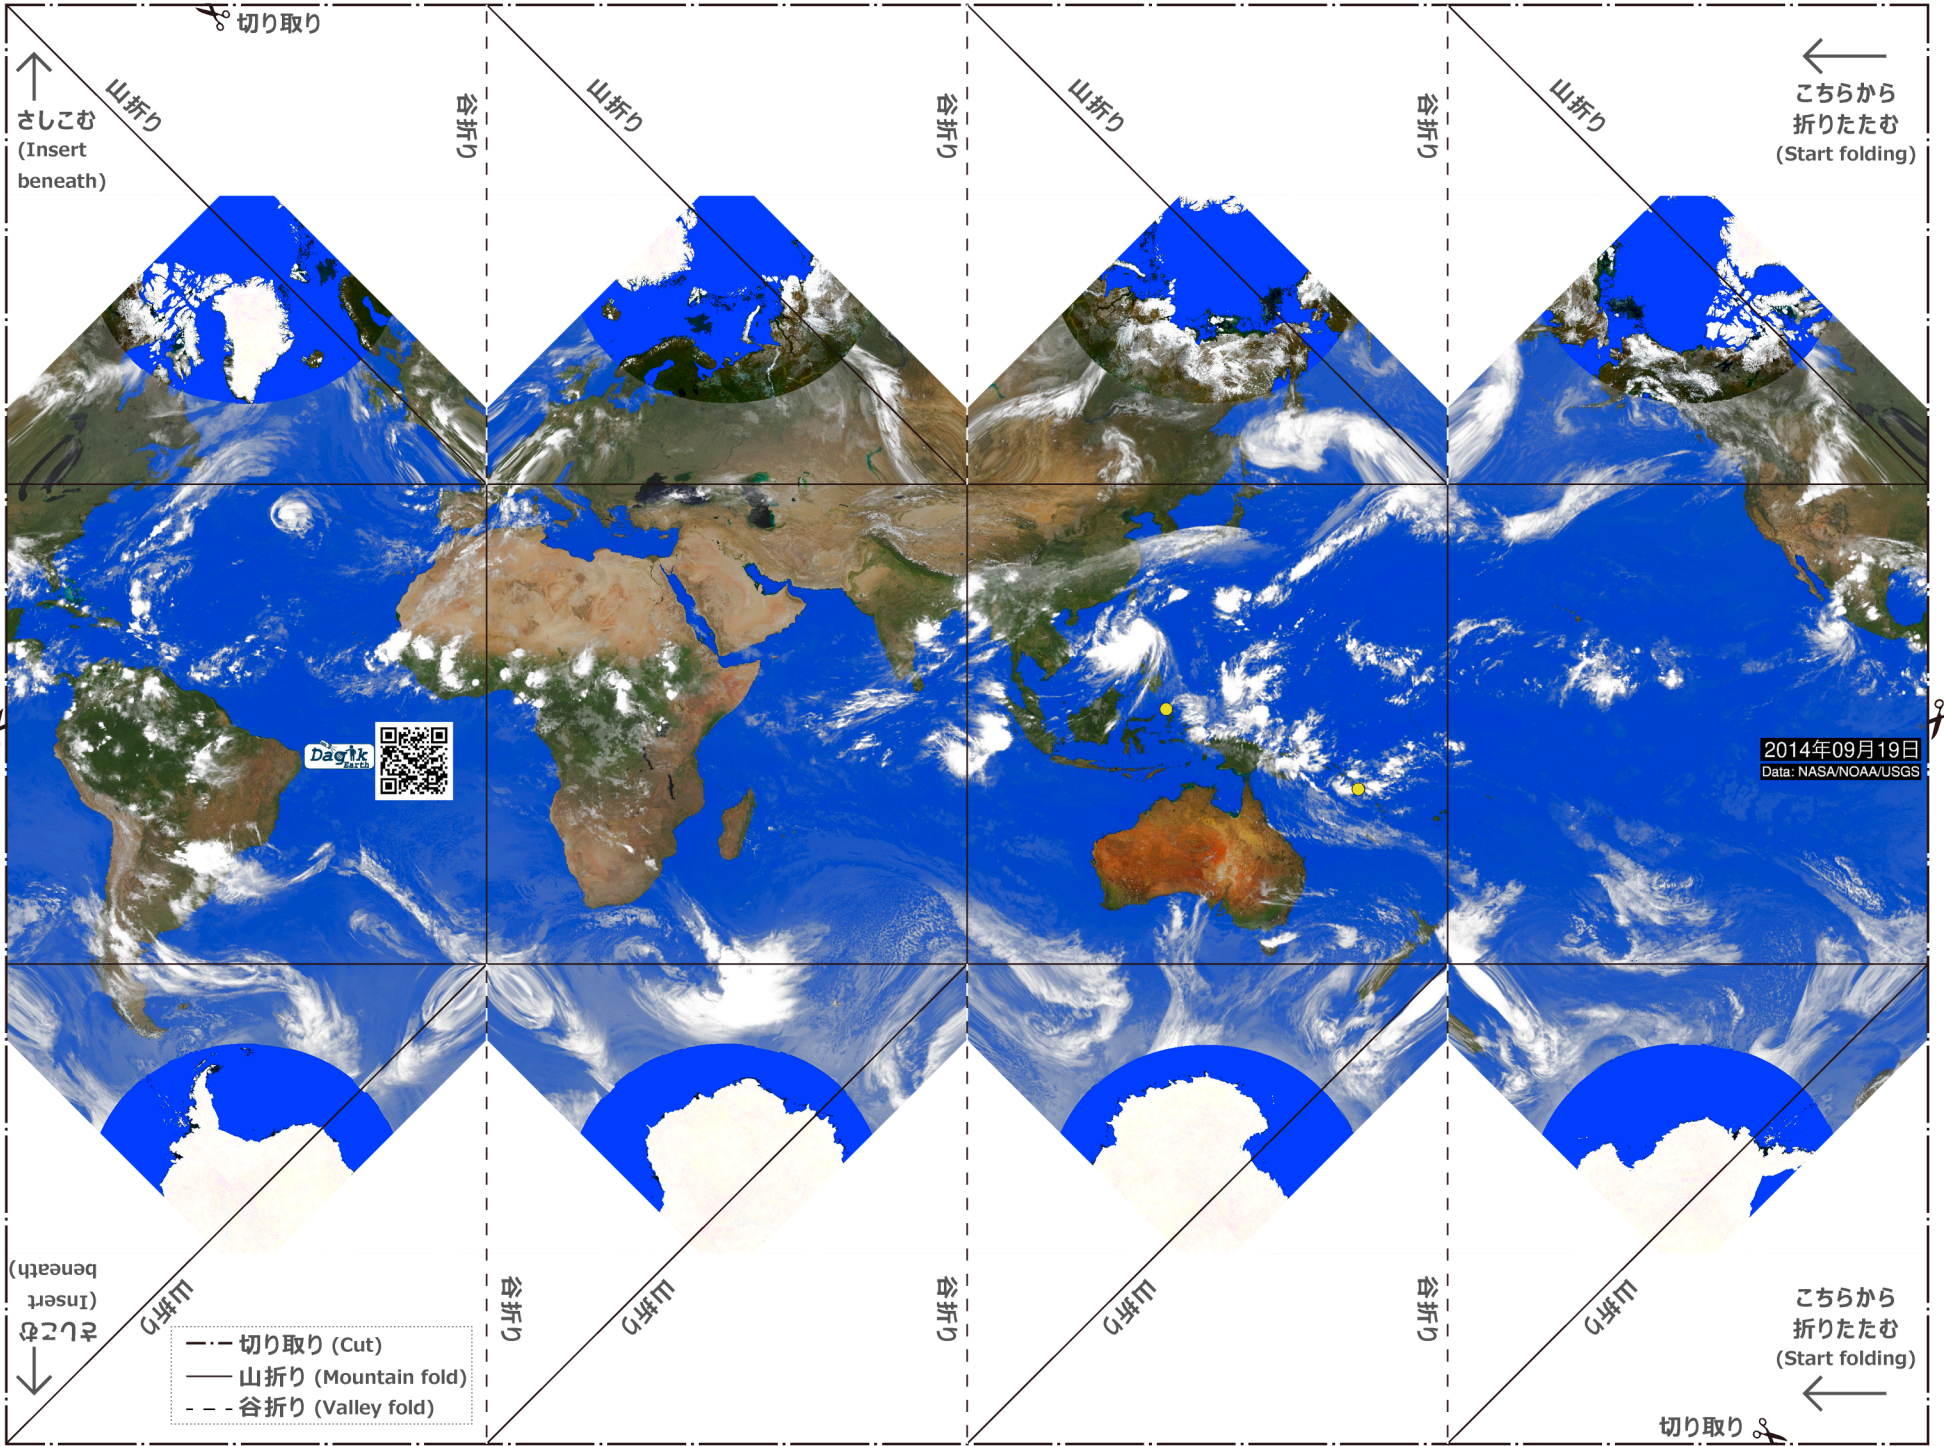 切り取り
山折り
谷折り
山折り
谷折り
山折り
谷折り
山折り
さしこむ
(Insert
beneath)
こちらから
折りたたむ
(Start folding)
Dagik
Earth
2014年09月19日
Data: NASA/NOAA/USGS
さしこむ
(Insert
beneath)
山折り
谷折り
山折り
谷折り
山折り
谷折り
山折り
こちらから
折りたたむ
(Start folding)
切り取り (Cut)
山折り (Mountain fold)
谷折り (Valley fold)
切り取り